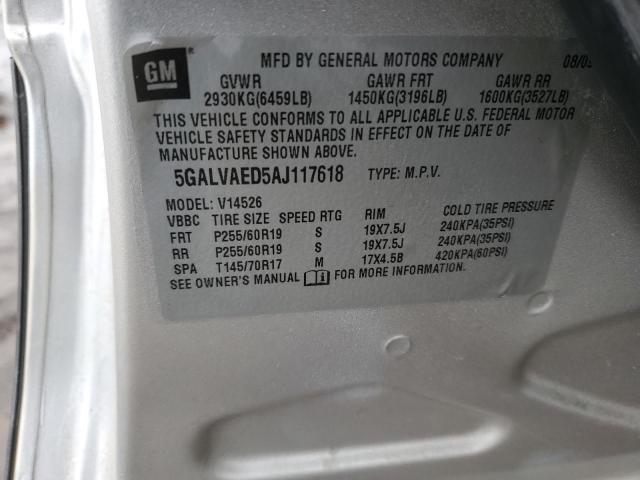 GM
MFD BY GENERAL MOTORS COMPANY
GVWR GAWR FRT GAWR RR
2930KG(6459LB) 1450KG(3196LB) 1600KG(3527LB)
THIS VEHICLE CONFORMS TO ALL APPLICABLE U.S. FEDERAL MOTOR
VEHICLE SAFETY STANDARDS IN EFFECT ON THE DATE OF
MANUFACTURE SHOWN ABOVE.
5GALVAED5AJ117618 TYPE: M.P.V.
MODEL: V14526
VBBC TIRE SIZE SPEED RTG RIM COLD TIRE PRESSURE
FRT P255/60R19 S 19X7.5J 240KPA(35PSI)
RR P255/60R19 S 19X7.5J 240KPA(35PSI)
SPA T145/70R17 M 17X4.5B 420KPA(60PSI)
SEE OWNER'S MANUAL FOR MORE INFORMATION.